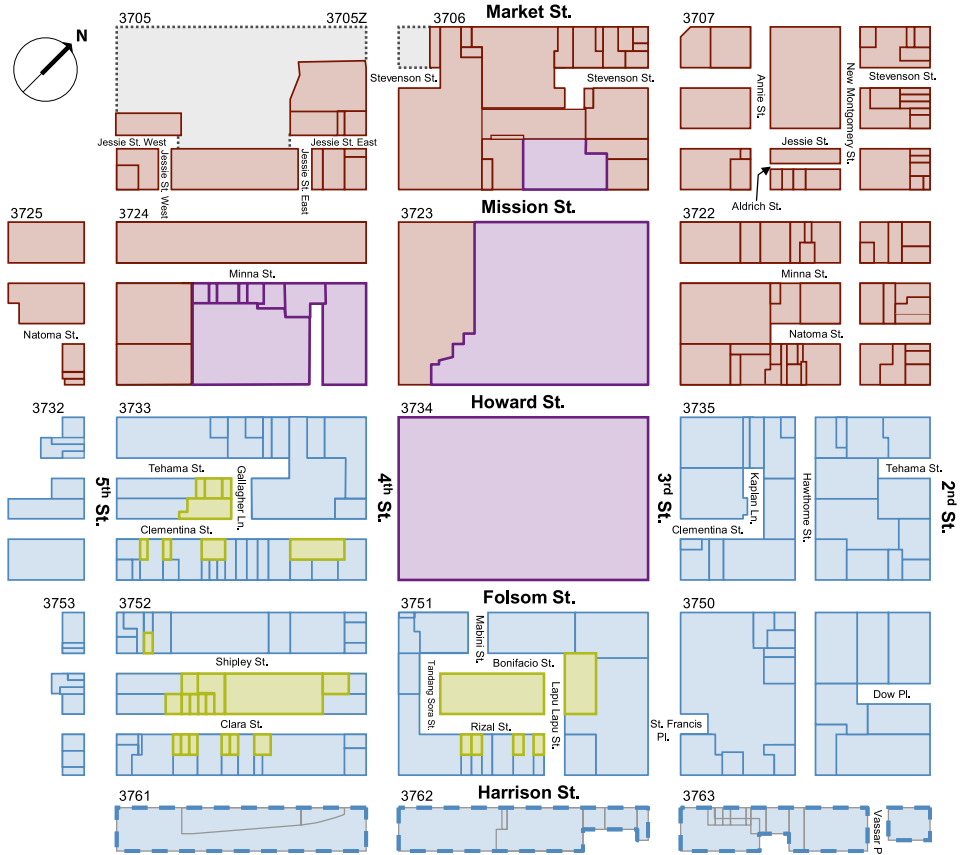 Market St.
3705
3705Z
3706
3707
N
Stevenson St.
Stevenson St.
Annie St.
New Montgomery St.
Stevenson St.
Jessie St. West
Jessie St. West
Jessie St. East
Jessie St. East
Jessie St.
Aldrich St.
Mission St.
3725
3724
3723
3722
Minna St.
Minna St.
Natoma St.
Natoma St.
Howard St.
3732
3733
3734
3735
5th St.
Tehama St.
Gallagher Ln.
4th St.
3rd St.
Kaplan Ln.
Hawthorne St.
Tehama St.
2nd St.
Clementina St.
Clementina St.
Folsom St.
3753
3752
3751
3750
Mabini St.
Shipley St.
Bonifacio St.
Tandang Sora St.
Lapu Lapu St.
Dow Pl.
Clara St.
Rizal St.
St. Francis
Pl.
Harrison St.
3761
3762
3763
Vassar P